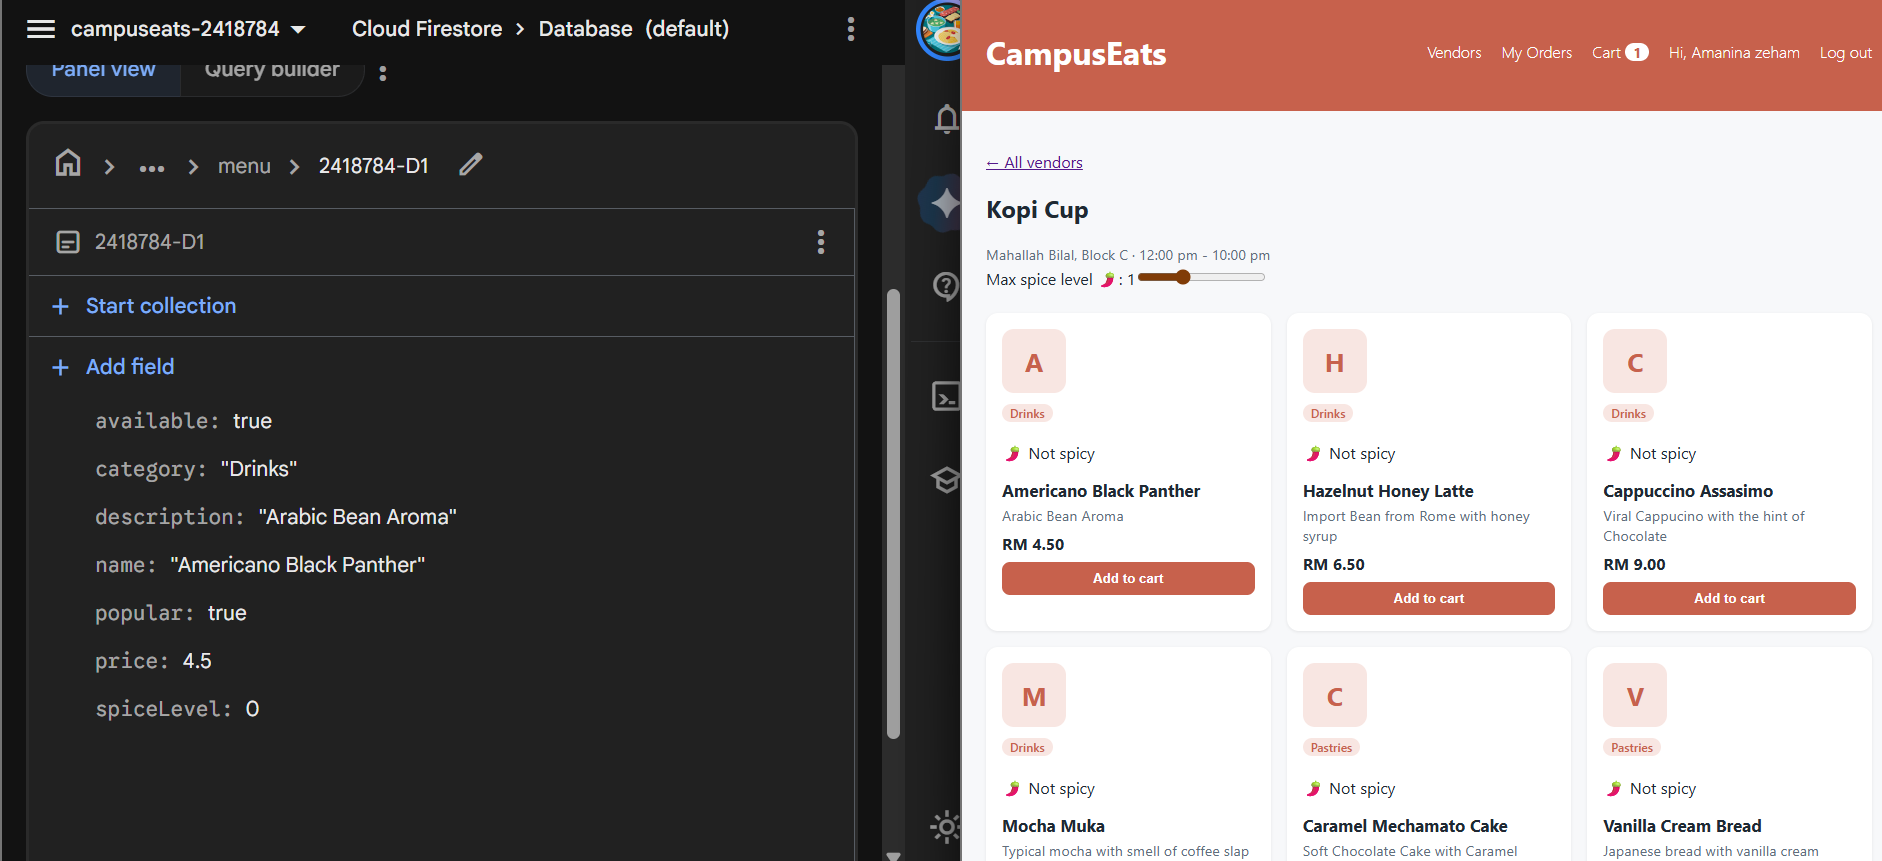 campuseats-2418784
Cloud Firestore > Database (default)
Panel view
Query builder
menu
2418784-D1
2418784-D1
+ Start collection
+ Add field
available: true
category: "Drinks"
description: "Arabic Bean Aroma"
name: "Americano Black Panther"
popular: true
price: 4.5
spiceLevel: 0
CampusEats
Vendors
My Orders
Cart 1
Hi, Amanina zeham
Log out
← All vendors
Kopi Cup
Mahallah Bilal, Block C · 12:00 pm - 10:00 pm
Max spice level 🌶️: 1
A
Drinks
🌶️ Not spicy
Americano Black Panther
Arabic Bean Aroma
RM 4.50
Add to cart
H
Drinks
🌶️ Not spicy
Hazelnut Honey Latte
Import Bean from Rome with honey
syrup
RM 6.50
Add to cart
C
Drinks
🌶️ Not spicy
Cappuccino Assasimo
Viral Cappucino with the hint of
Chocolate
RM 9.00
Add to cart
M
Drinks
🌶️ Not spicy
Mocha Muka
Typical mocha with smell of coffee slap
C
Pastries
🌶️ Not spicy
Caramel Mechamato Cake
Soft Chocolate Cake with Caramel
V
Pastries
🌶️ Not spicy
Vanilla Cream Bread
Japanese bread with vanilla cream